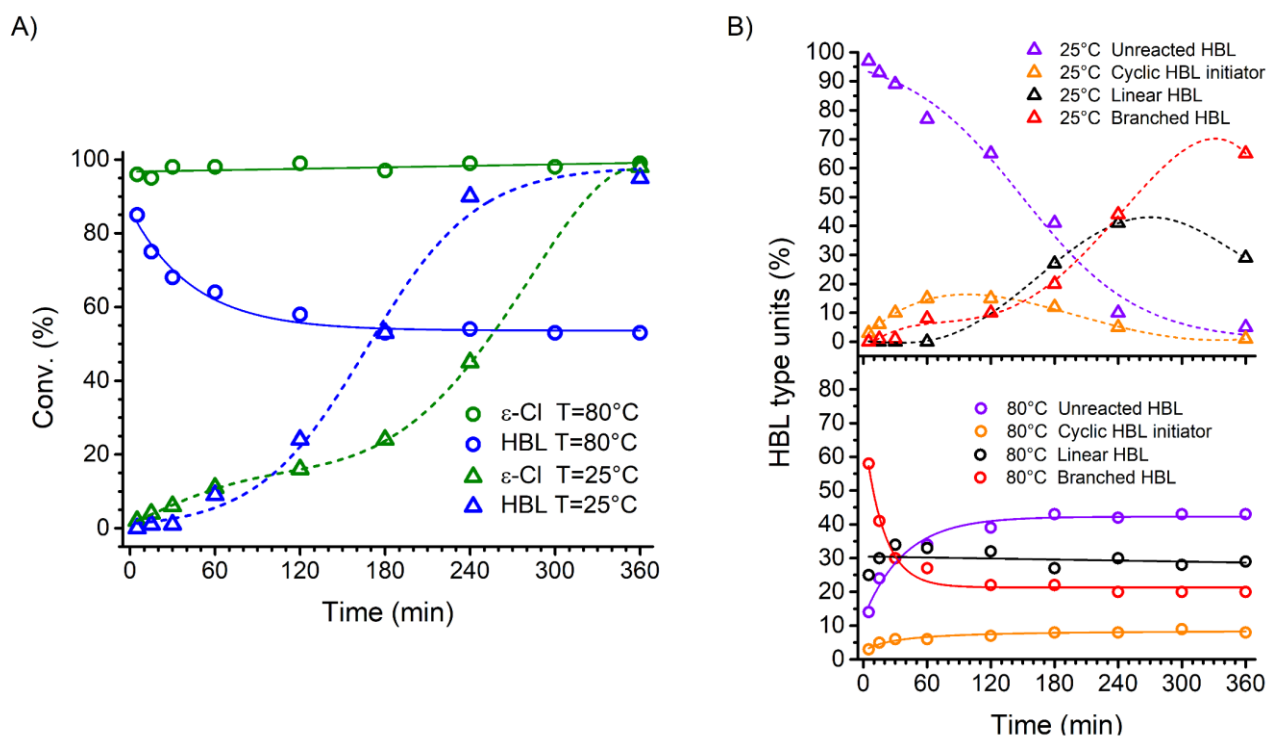 A)
Conv. (%)
100
80
60
40
20
0
ε-Cl T=80°C
HBL T=80°C
ε-Cl T=25°C
HBL T=25°C
0 60 120 180 240 300 360
Time (min)
B)
HBL type units (%)
100
90
80
70
60
50
40
30
20
10
0
25°C Unreacted HBL
25°C Cyclic HBL initiator
25°C Linear HBL
25°C Branched HBL
80
70
60
50
40
30
20
10
0
80°C Unreacted HBL
80°C Cyclic HBL initiator
80°C Linear HBL
80°C Branched HBL
0 60 120 180 240 300 360
Time (min)